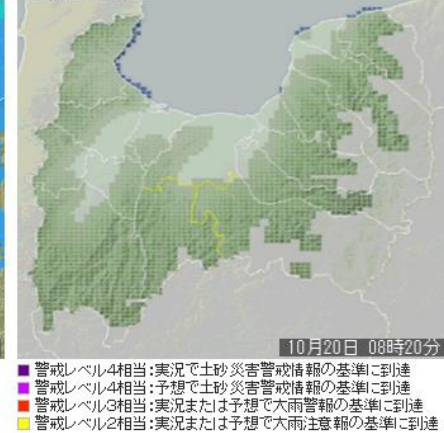 10月20日 08時20分
■ 警戒レベル4相当:実況で土砂災害警戒情報の基準に到達
■ 警戒レベル4相当:予想で土砂災害警戒情報の基準に到達
■ 警戒レベル3相当:実況または予想で大雨警報の基準に到達
■ 警戒レベル2相当:実況または予想で大雨注意報の基準に到達